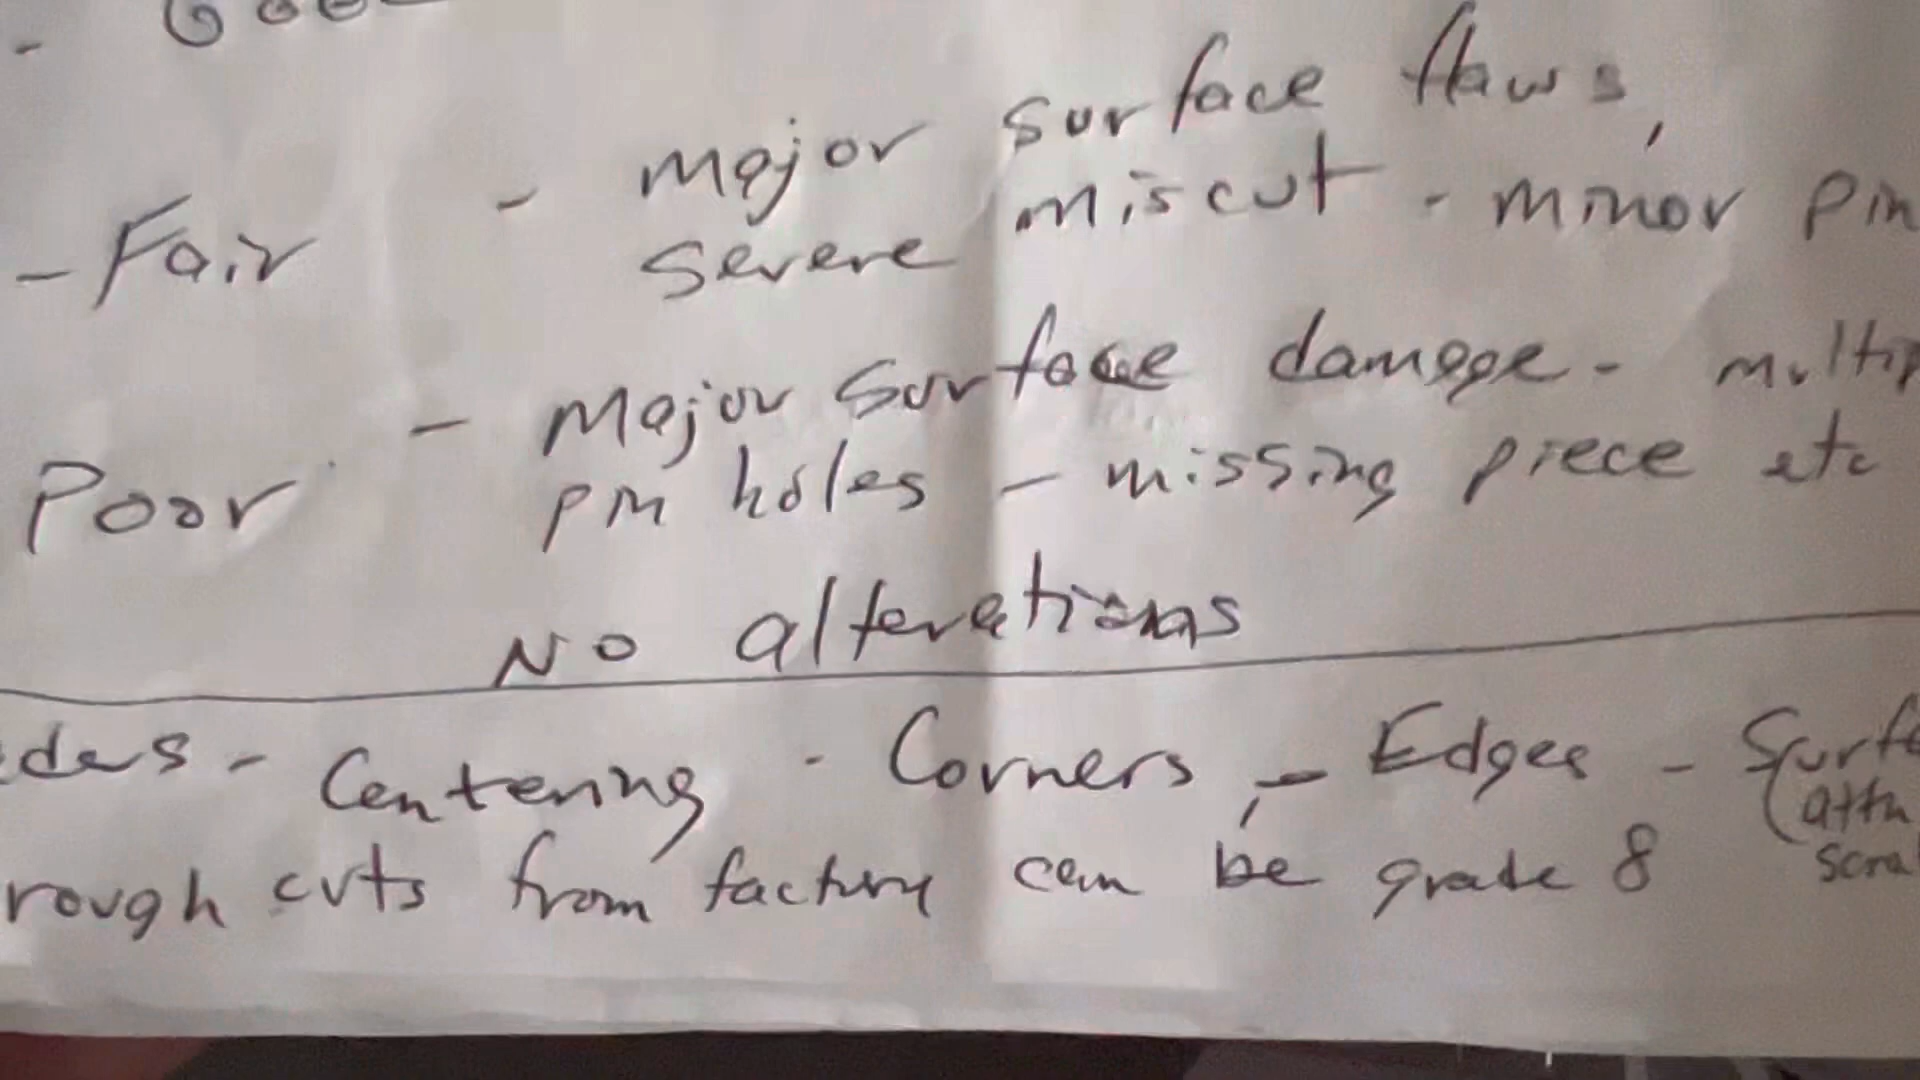 - Fair - Major surface flaws,
severe miscut - minor pin
Poor - Major surface damage - multip
pin holes - missing piece etc
No alterations
Centering - Corners, - Edges - Surf
rough cuts from factory can be grade 8